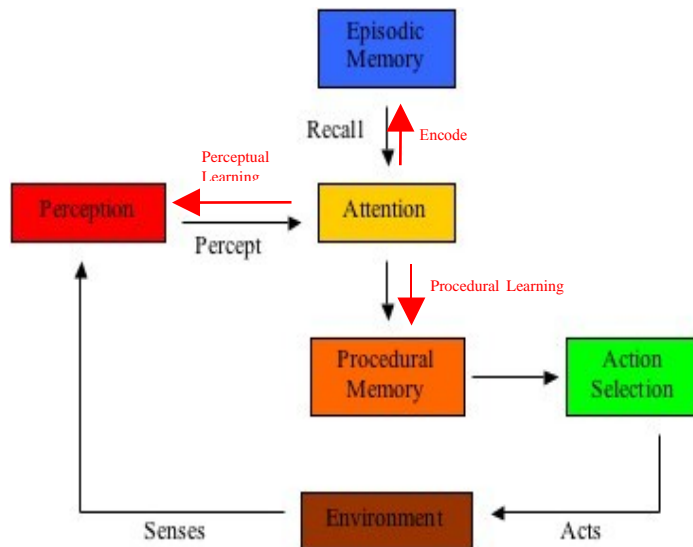 Episodic
Memory
Recall
Encode
Perceptual
Learning
Perception
Attention
Percept
Procedural Learning
Procedural
Memory
Action
Selection
Environment
Senses
Acts